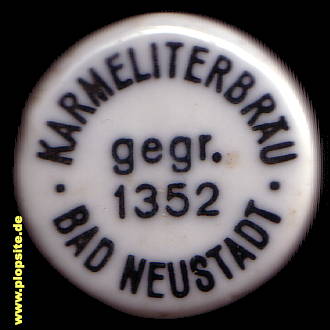 KARMELITERBRÄU
gegr.
1352
· BAD NEUSTADT ·
www.plopsite.de